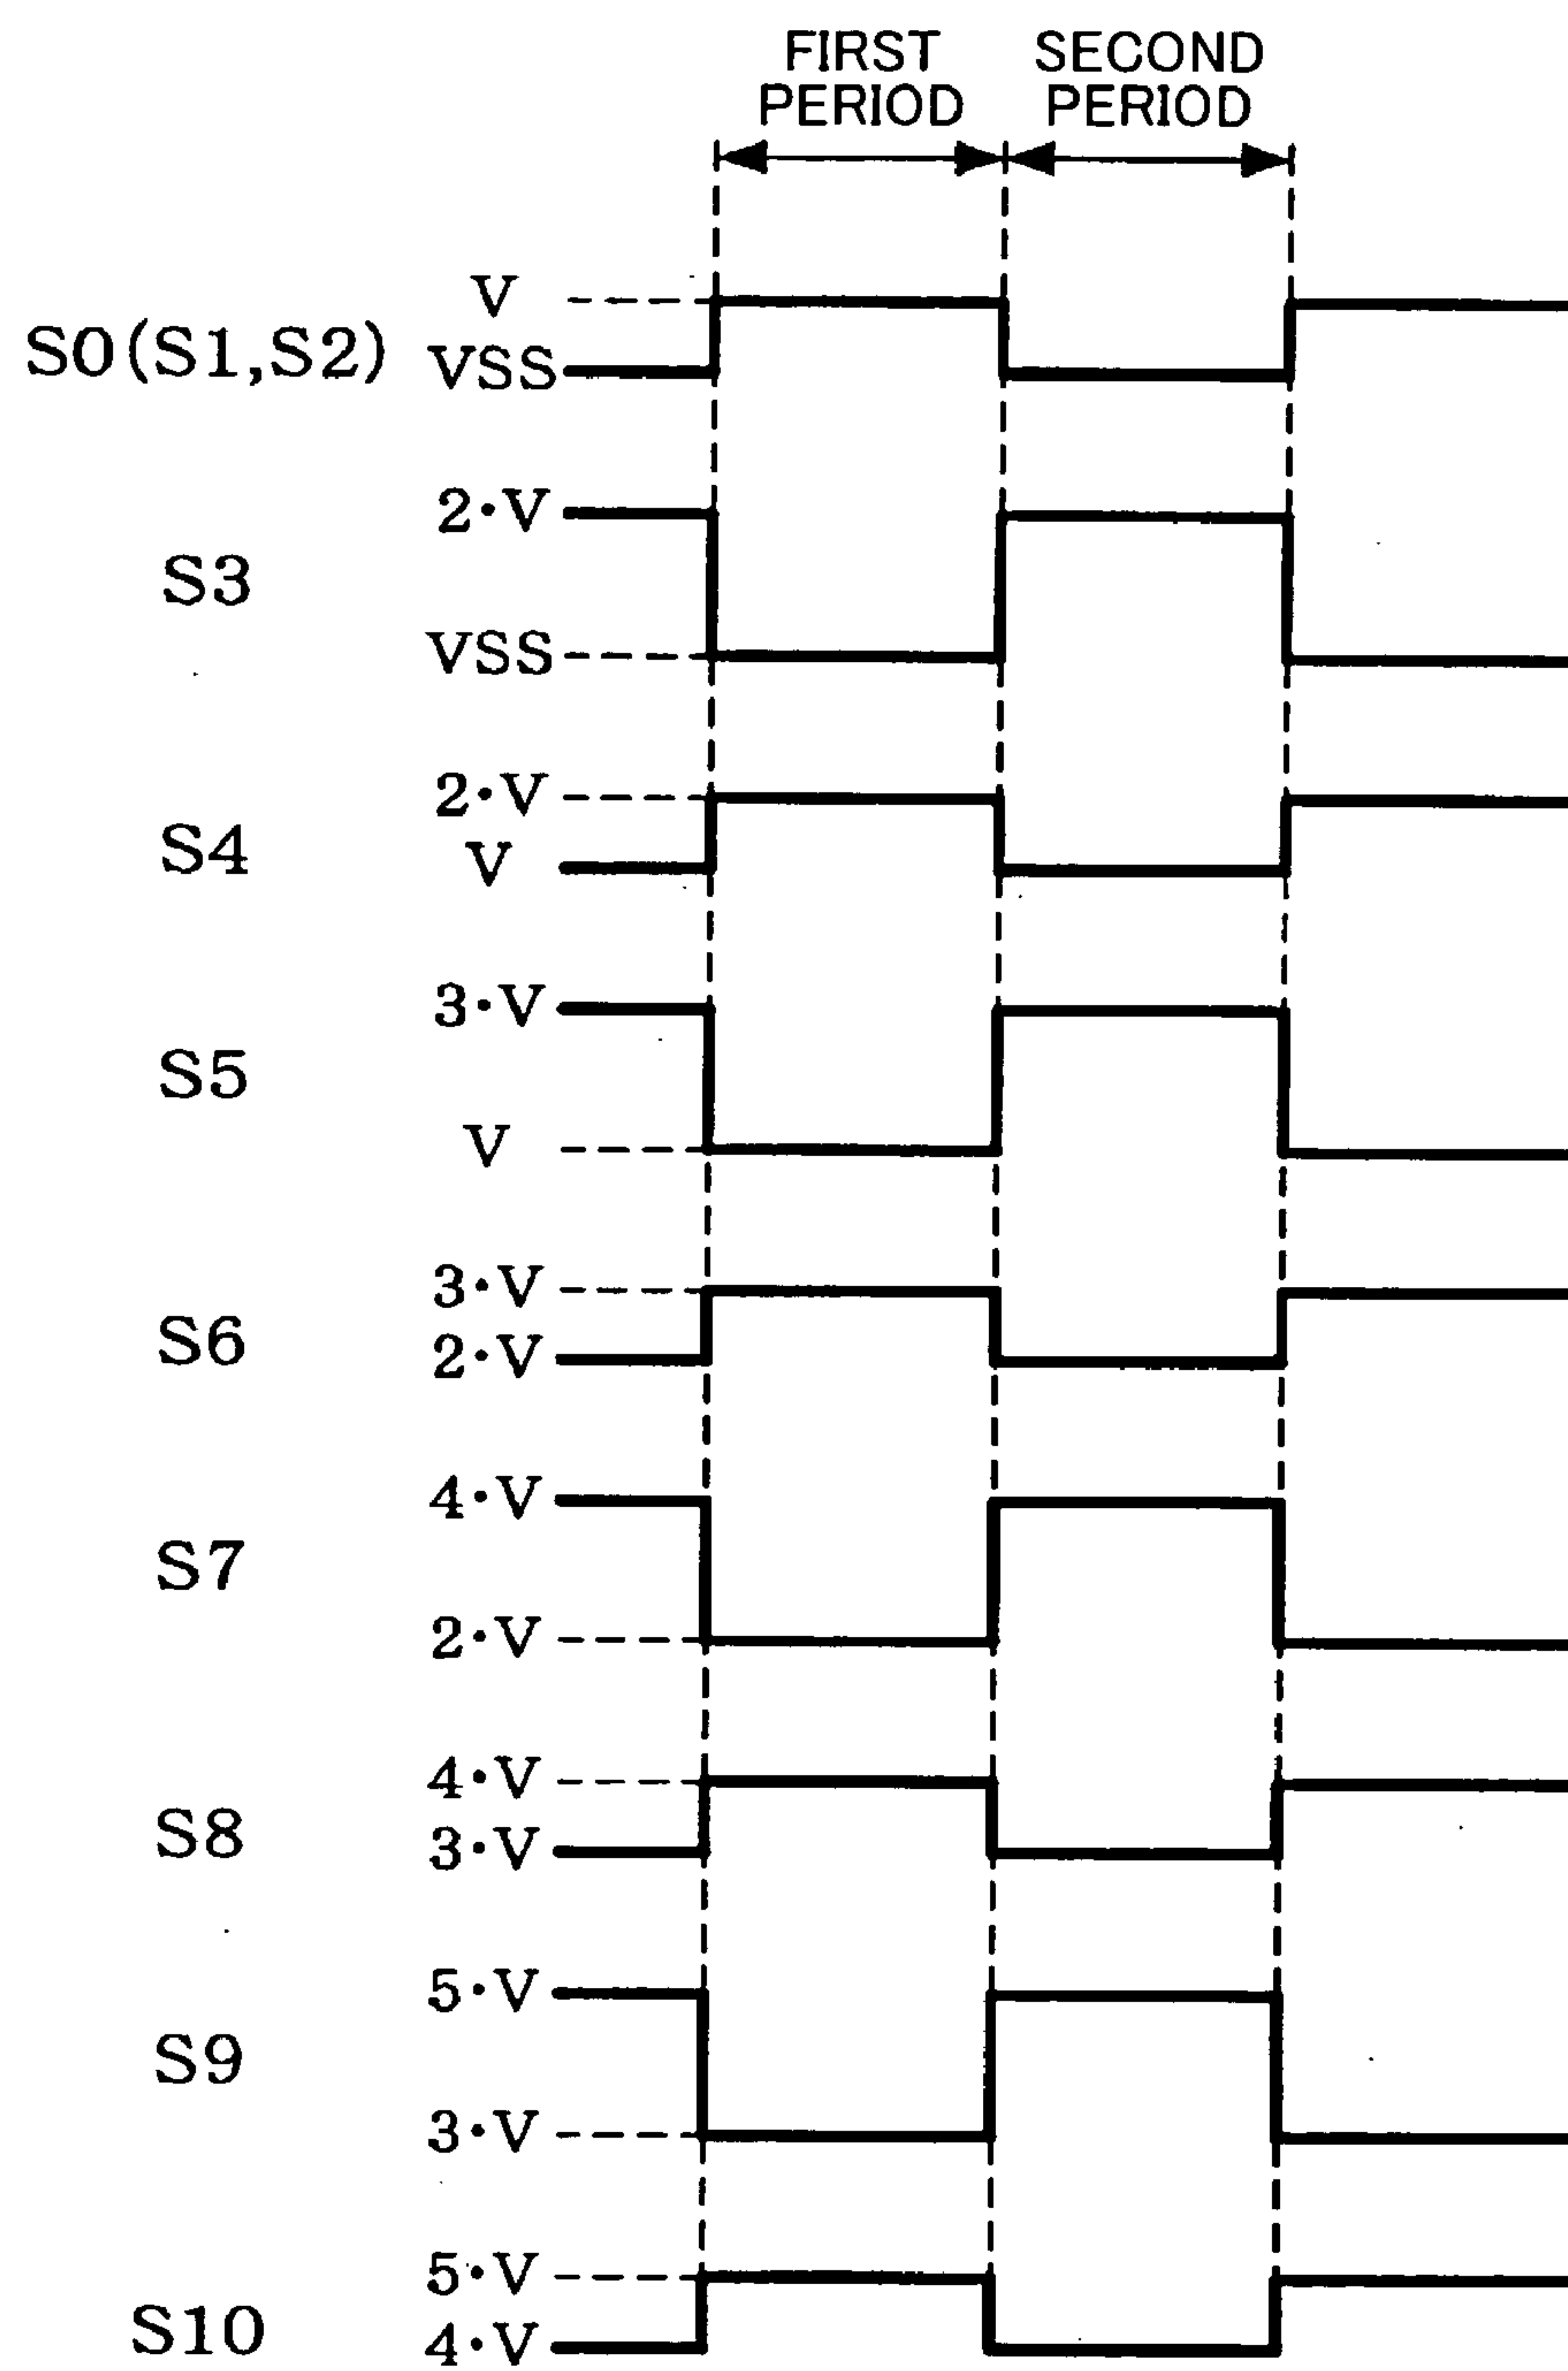 FIRST PERIOD
SECOND PERIOD
V
S0(S1,S2) VSS
2·V
S3
VSS
2·V
S4
V
3·V
S5
V
3·V
S6
2·V
4·V
S7
2·V
4·V
S8
3·V
5·V
S9
3·V
5·V
S10
4·V